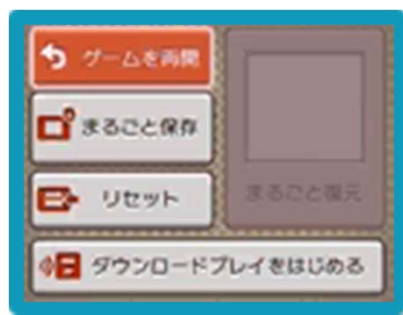 ゲームを再開
まるごと保存
リセット
まるごと復元
ダウンロードプレイをはじめる